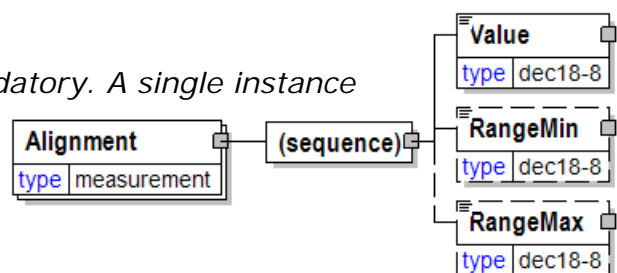 Value
type dec18-8
datory. A single instance
Alignment
type measurement
(sequence)
RangeMin
type dec18-8
RangeMax
type dec18-8